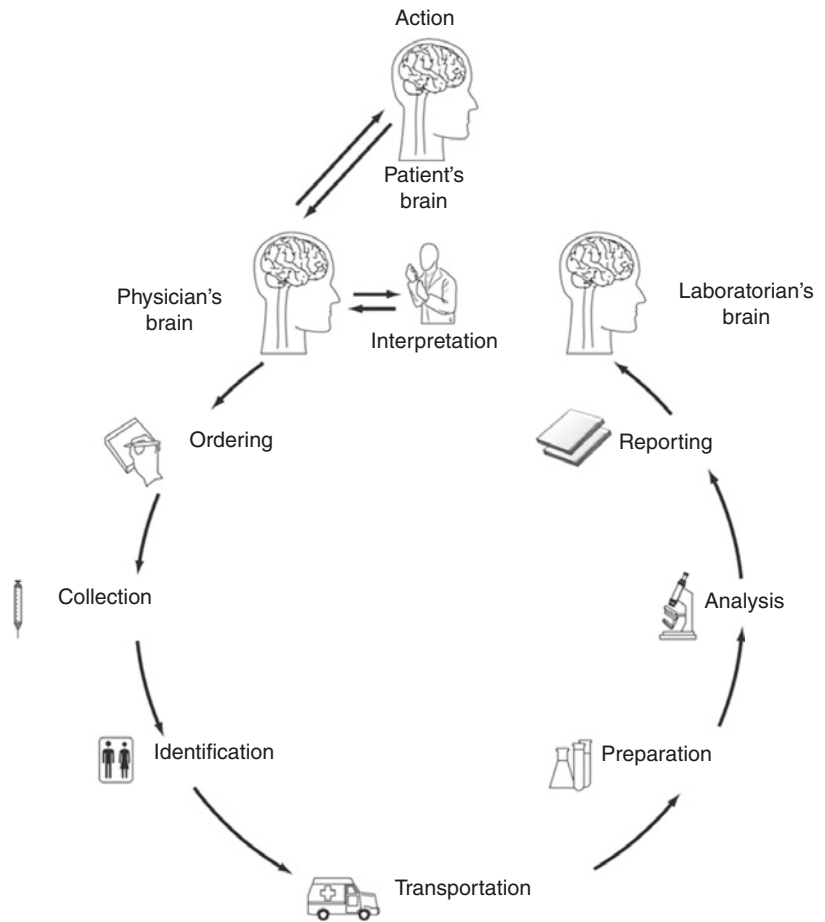 Action
Patient's
brain
Physician's
brain
Interpretation
Laboratorian's
brain
Ordering
Reporting
Collection
Analysis
Identification
Preparation
Transportation